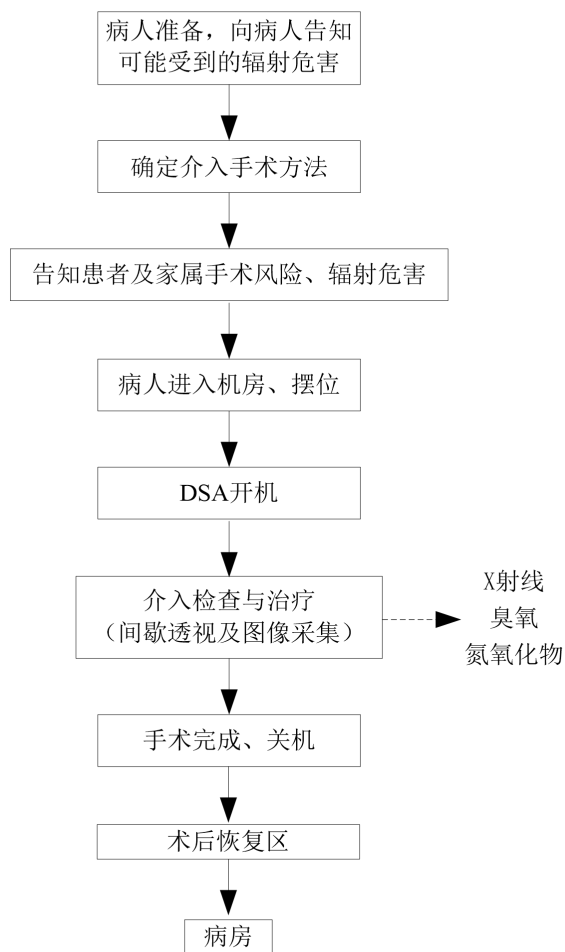 病人准备，向病人告知
可能受到的辐射危害
确定介入手术方法
告知患者及家属手术风险、辐射危害
病人进入机房、摆位
DSA开机
介入检查与治疗
（间歇透视及图像采集）
X射线
臭氧
氮氧化物
手术完成、关机
术后恢复区
病房